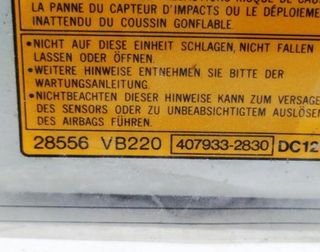 LA PANNE DU CAPTEUR D'IMPACTS OU LE DÉPLOIEME
INATTENDU DU COUSSIN GONFLABLE
•NICHT AUF DIESE EINHEIT SCHLAGEN, NICHT FALLEN
LASSEN ODER ÖFFNEN.
•WEITERE HINWEISE ENTNEHMEN SIE BITTE DER
WARTUNGSANLEITUNG.
•NICHTBEACHTEN DIESER HINWEISE KANN ZUM VERSAGE
DES SENSORS ODER ZU UNBEABSICHTIGTEM AUSLÖSEN
DES AIRBAGS FÜHREN.
28556 VB220 407933-2830 DC12